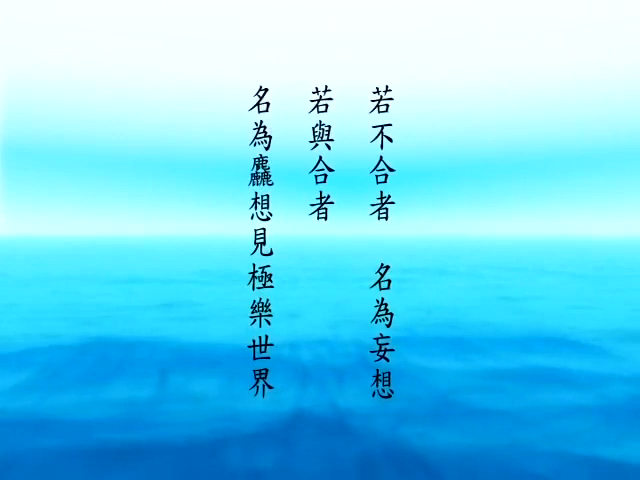 若不合者　名為妄想
若與合者
名為麤想見極樂世界